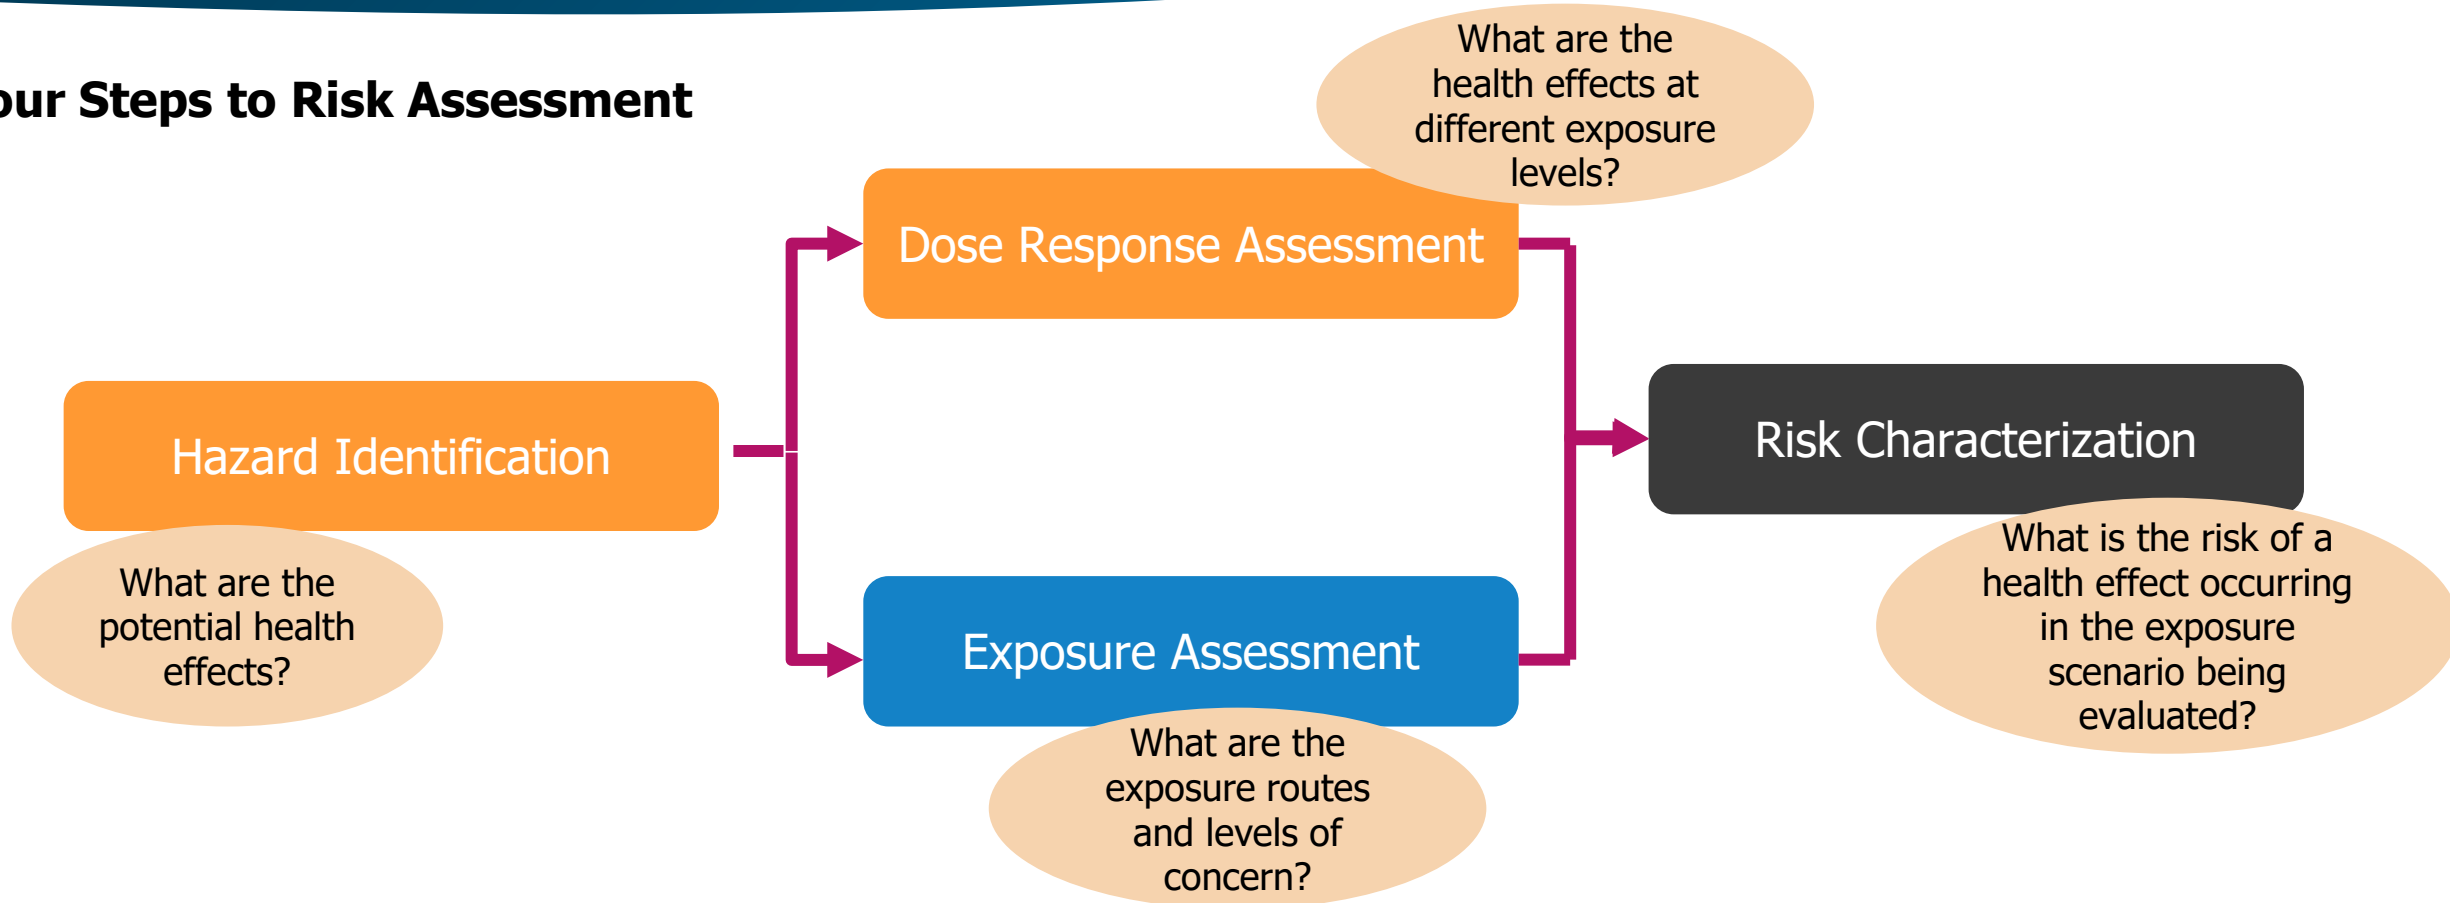 our Steps to Risk Assessment
What are the
health effects at
different exposure
levels?
Dose Response Assessment
Hazard Identification
What are the
potential health
effects?
Exposure Assessment
What are the
exposure routes
and levels of
concern?
Risk Characterization
What is the risk of a
health effect occurring
in the exposure
scenario being
evaluated?